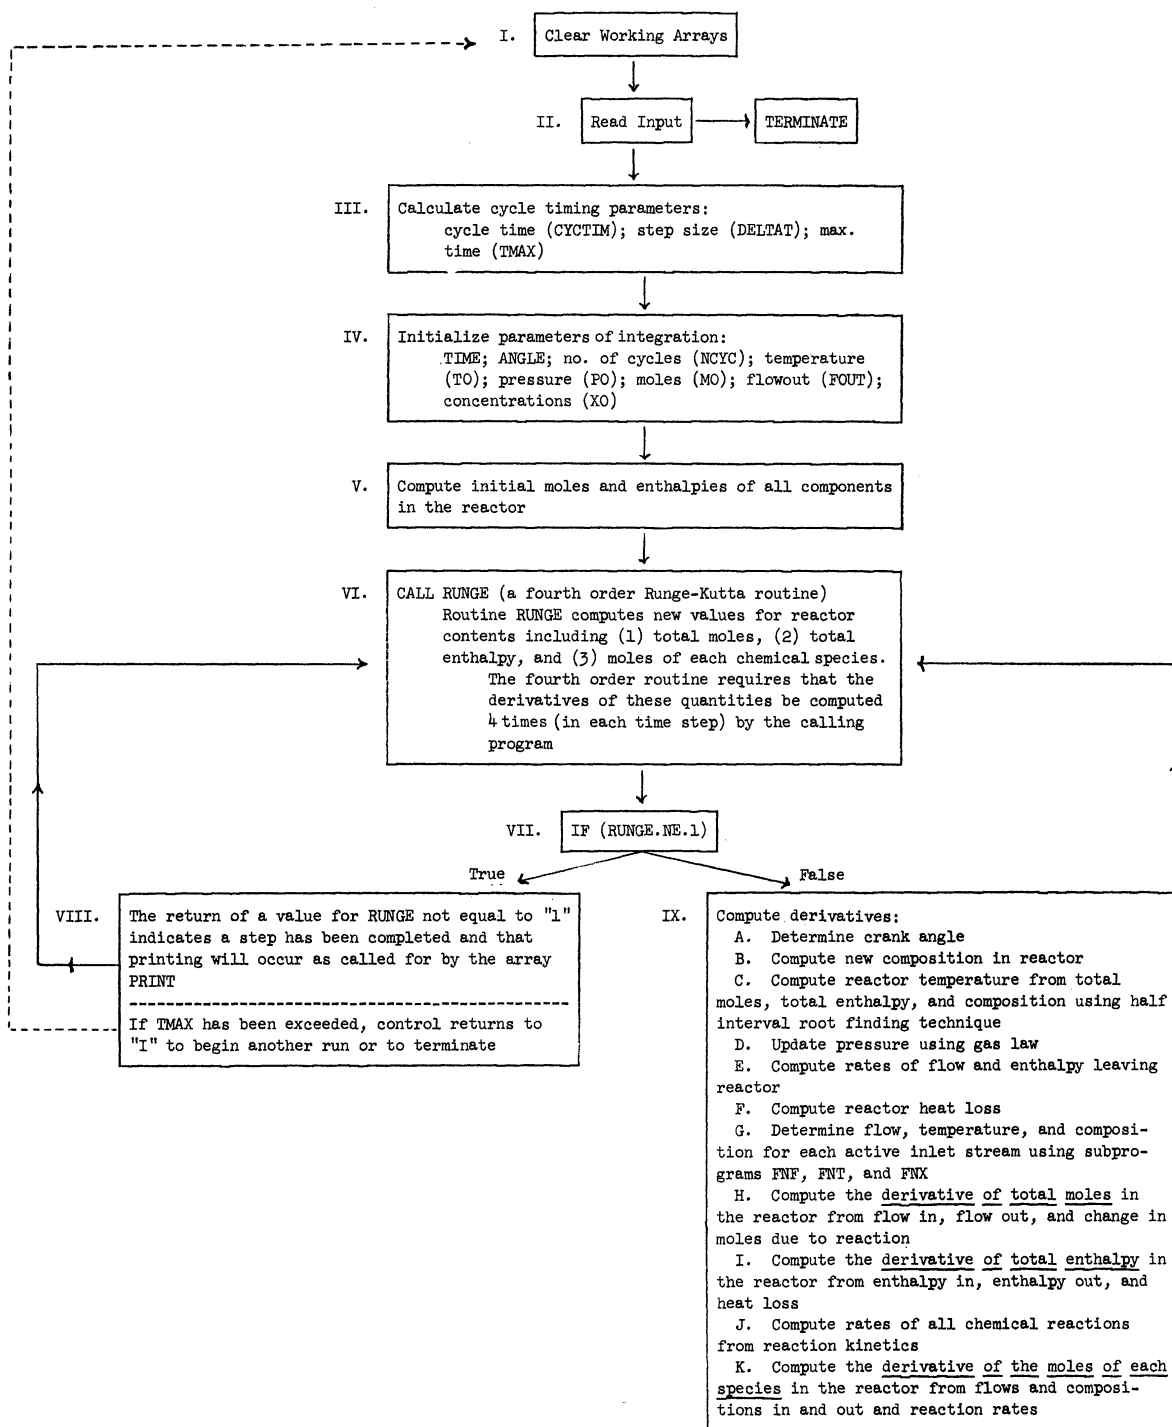 I. Clear Working Arrays
II. Read Input
TERMINATE
III. Calculate cycle timing parameters:
cycle time (CYCTIM); step size (DELTAT); max.
time (TMAX)
IV. Initialize parameters of integration:
TIME; ANGLE; no. of cycles (NCYC); temperature
(TO); pressure (PO); moles (MO); flowout (FOUT);
concentrations (XO)
V. Compute initial moles and enthalpies of all components
in the reactor
VI. CALL RUNGE (a fourth order Runge-Kutta routine)
Routine RUNGE computes new values for reactor
contents including (1) total moles, (2) total
enthalpy, and (3) moles of each chemical species.
The fourth order routine requires that the
derivatives of these quantities be computed
4 times (in each time step) by the calling
program
VII. IF (RUNGE.NE.1)
True
False
VIII. The return of a value for RUNGE not equal to "1"
indicates a step has been completed and that
printing will occur as called for by the array
PRINT
If TMAX has been exceeded, control returns to
"I" to begin another run or to terminate
IX. Compute derivatives:
A. Determine crank angle
B. Compute new composition in reactor
C. Compute reactor temperature from total
moles, total enthalpy, and composition using half
interval root finding technique
D. Update pressure using gas law
E. Compute rates of flow and enthalpy leaving
reactor
F. Compute reactor heat loss
G. Determine flow, temperature, and composi-
tion for each active inlet stream using subpro-
grams FNF, FNT, and FNX
H. Compute the derivative of total moles in
the reactor from flow in, flow out, and change in
moles due to reaction
I. Compute the derivative of total enthalpy in
the reactor from enthalpy in, enthalpy out, and
heat loss
J. Compute rates of all chemical reactions
from reaction kinetics
K. Compute the derivative of the moles of each
species in the reactor from flows and composi-
tions in and out and reaction rates